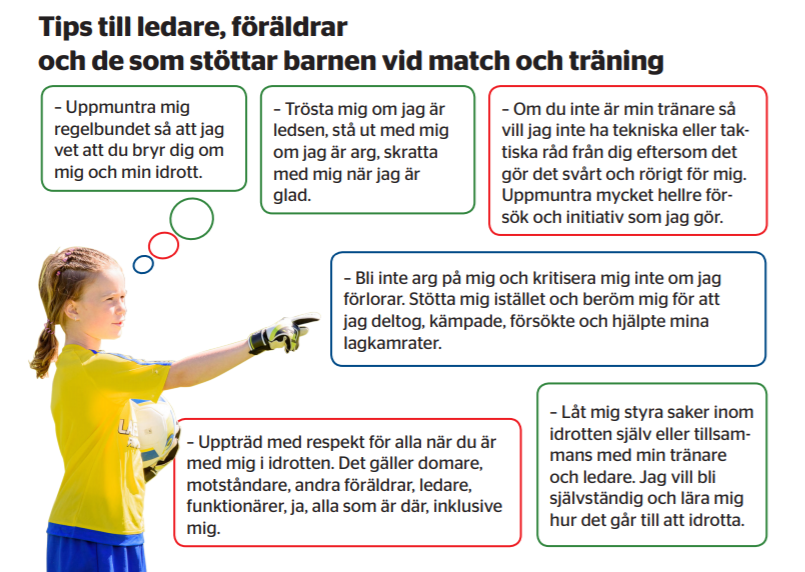 Tips till ledare, föräldrar
och de som stöttar barnen vid match och träning
– Uppmuntra mig
regelbundet så att jag
vet att du bryr dig om
mig och min idrott.
– Trösta mig om jag är
ledsen, stå ut med mig
om jag är arg, skratta
med mig när jag är
glad.
– Om du inte är min tränare så
vill jag inte ha tekniska eller tak-
tiska råd från dig eftersom det
gör det svårt och rörigt för mig.
Uppmuntra mycket hellre för-
sök och initiativ som jag gör.
– Bli inte arg på mig och kritisera mig inte om jag
förlorar. Stötta mig istället och beröm mig för att
jag deltog, kämpade, försökte och hjälpte mina
lagkamrater.
– Uppträd med respekt för alla när du är
med mig i idrotten. Det gäller domare,
motståndare, andra föräldrar, ledare,
funktionärer, ja, alla som är där, inklusive
mig.
– Låt mig styra saker inom
idrotten själv eller tillsam-
mans med min tränare
och ledare. Jag vill bli
självständig och lära mig
hur det går till att idrotta.